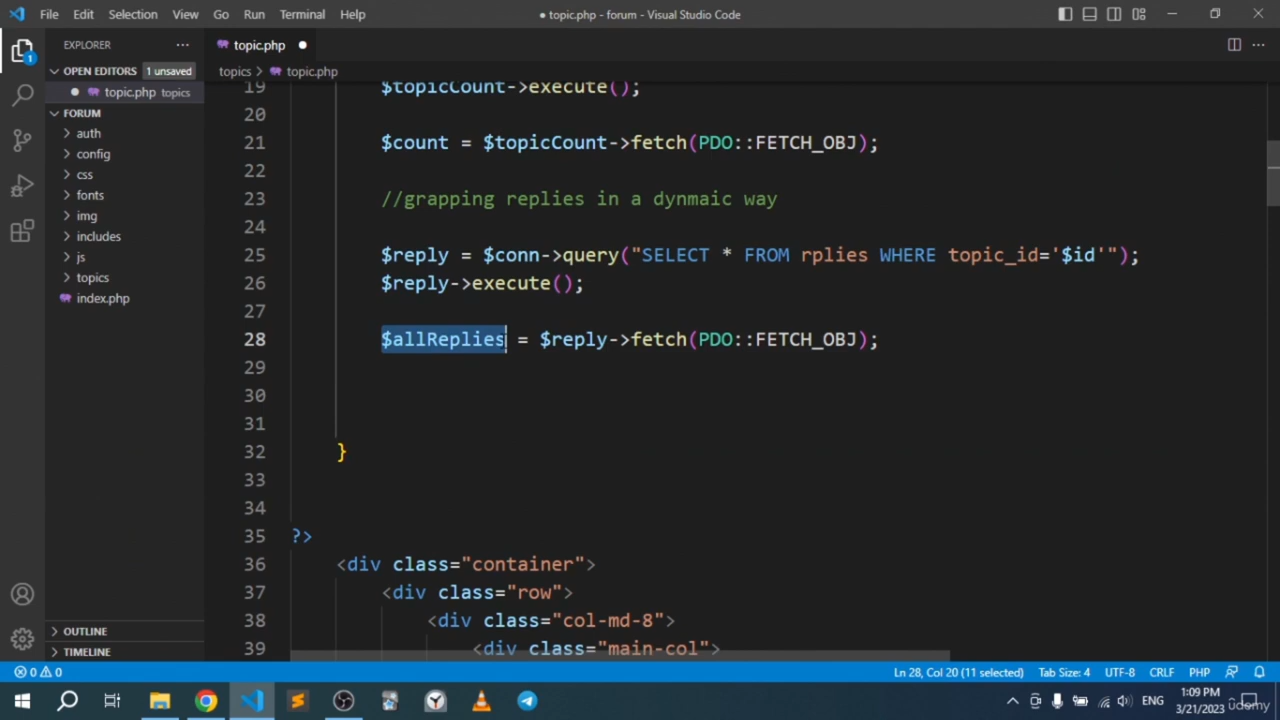 File Edit Selection View Go Run Terminal Help
● topic.php - forum - Visual Studio Code
EXPLORER
topic.php
OPEN EDITORS 1 unsaved
topics > topic.php
topic.php topics
FORUM
auth
config
css
fonts
img
includes
js
topics
index.php
OUTLINE
TIMELINE
19 $topicCount->execute();
20
21 $count = $topicCount->fetch(PDO::FETCH_OBJ);
22
23 //grapping replies in a dynmaic way
24
25 $reply = $conn->query("SELECT * FROM rplies WHERE topic_id='$id'");
26 $reply->execute();
27
28 $allReplies = $reply->fetch(PDO::FETCH_OBJ);
29
30
31
32 }
33
34
35 ?>
36 <div class="container">
37 <div class="row">
38 <div class="col-md-8">
39 <div class="main-col">
0 0 Ln 28, Col 20 (11 selected) Tab Size: 4 UTF-8 CRLF PHP
ENG 1:09 PM
3/21/2023
udemy